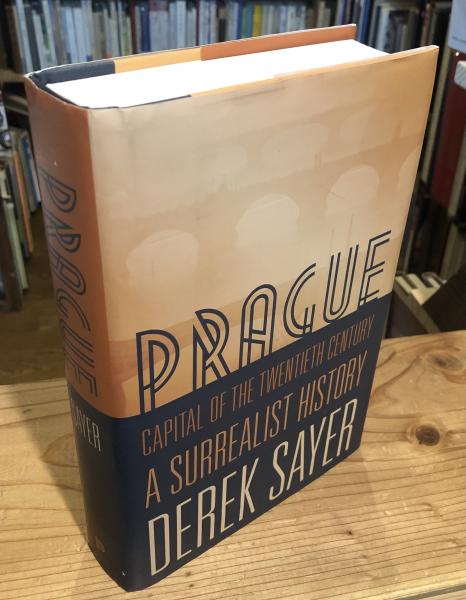 PRAGUE
CAPITAL OF THE TWENTIETH CENTURY
A SURREALIST HISTORY
DEREK SAYER
PRAGUE
SAYER